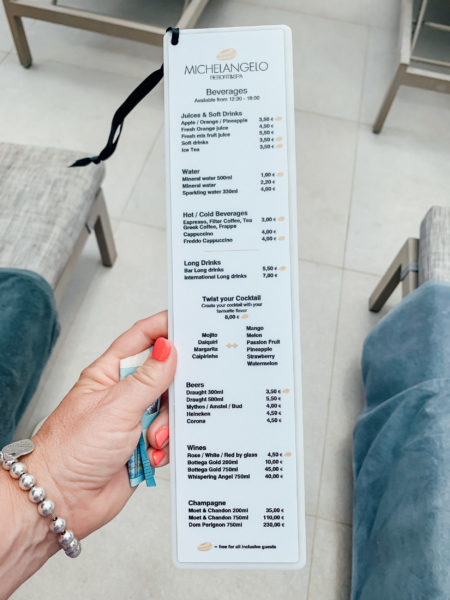 MICHELANGELO
RESORT&SPA
Beverages
Available from 12:30 - 18:00
Juices & Soft Drinks
Apple / Orange / Pineapple 3,50 €
Fresh Orange juice 4,50 €
Fresh mix fruit juice 5,50 €
Soft drinks 3,50 €
Ice Tea 3,50 €
Water
Mineral water 500ml 1,00 €
Mineral water 2,20 €
Sparkling water 330ml 4,00 €
Hot / Cold Beverages
Espresso, Filter Coffee, Tea 3,00 €
Greek Coffee, Frappe
Cappuccino 4,00 €
Freddo Cappuccino 4,00 €
Long Drinks
Bar Long drinks 5,50 €
International Long drinks 7,80 €
Twist your Cocktail
Create your cocktail with your
favourite flavor
8,00 €
Mojito
Daiquiri
Margarita
Caipirinha
Mango
Melon
Passion Fruit
Pineapple
Strawberry
Watermelon
Beers
Draught 300ml 3,50 €
Draught 500ml 5,50 €
Mythos / Amstel / Bud 4,00 €
Heineken 4,50 €
Corona 4,50 €
Wines
Rose / White / Red by glass 4,50 €
Bottega Gold 200ml 10,00 €
Bottega Gold 750ml 45,00 €
Whispering Angel 750ml 40,00 €
Champagne
Moet & Chandon 200ml 35,00 €
Moet & Chandon 750ml 110,00 €
Dom Perignon 750ml 230,00 €
= free for all inclusive guests